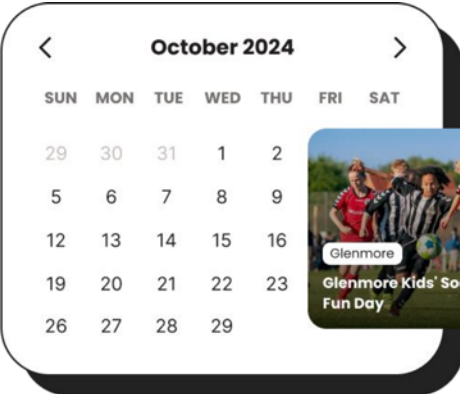 October 2024
SUN MON TUE WED THU FRI SAT
29 30 31 1 2
5 6 7 8 9
12 13 14 15 16
19 20 21 22 23
26 27 28 29
Glenmore
Glenmore Kids' So
Fun Day